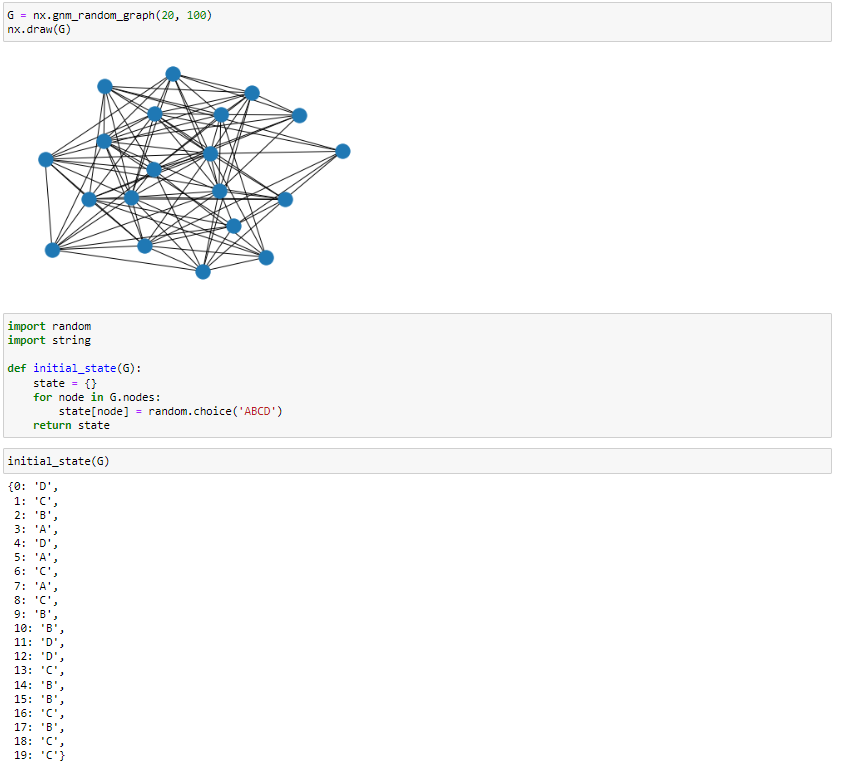 G = nx.gnm_random_graph(20, 100)
nx.draw(G)
import random
import string
def initial_state(G):
    state = {}
    for node in G.nodes:
        state[node] = random.choice('ABCD')
    return state
initial_state(G)
{0: 'D',
 1: 'C',
 2: 'B',
 3: 'A',
 4: 'D',
 5: 'A',
 6: 'C',
 7: 'A',
 8: 'C',
 9: 'B',
 10: 'B',
 11: 'D',
 12: 'D',
 13: 'C',
 14: 'B',
 15: 'B',
 16: 'C',
 17: 'B',
 18: 'C',
 19: 'C'}